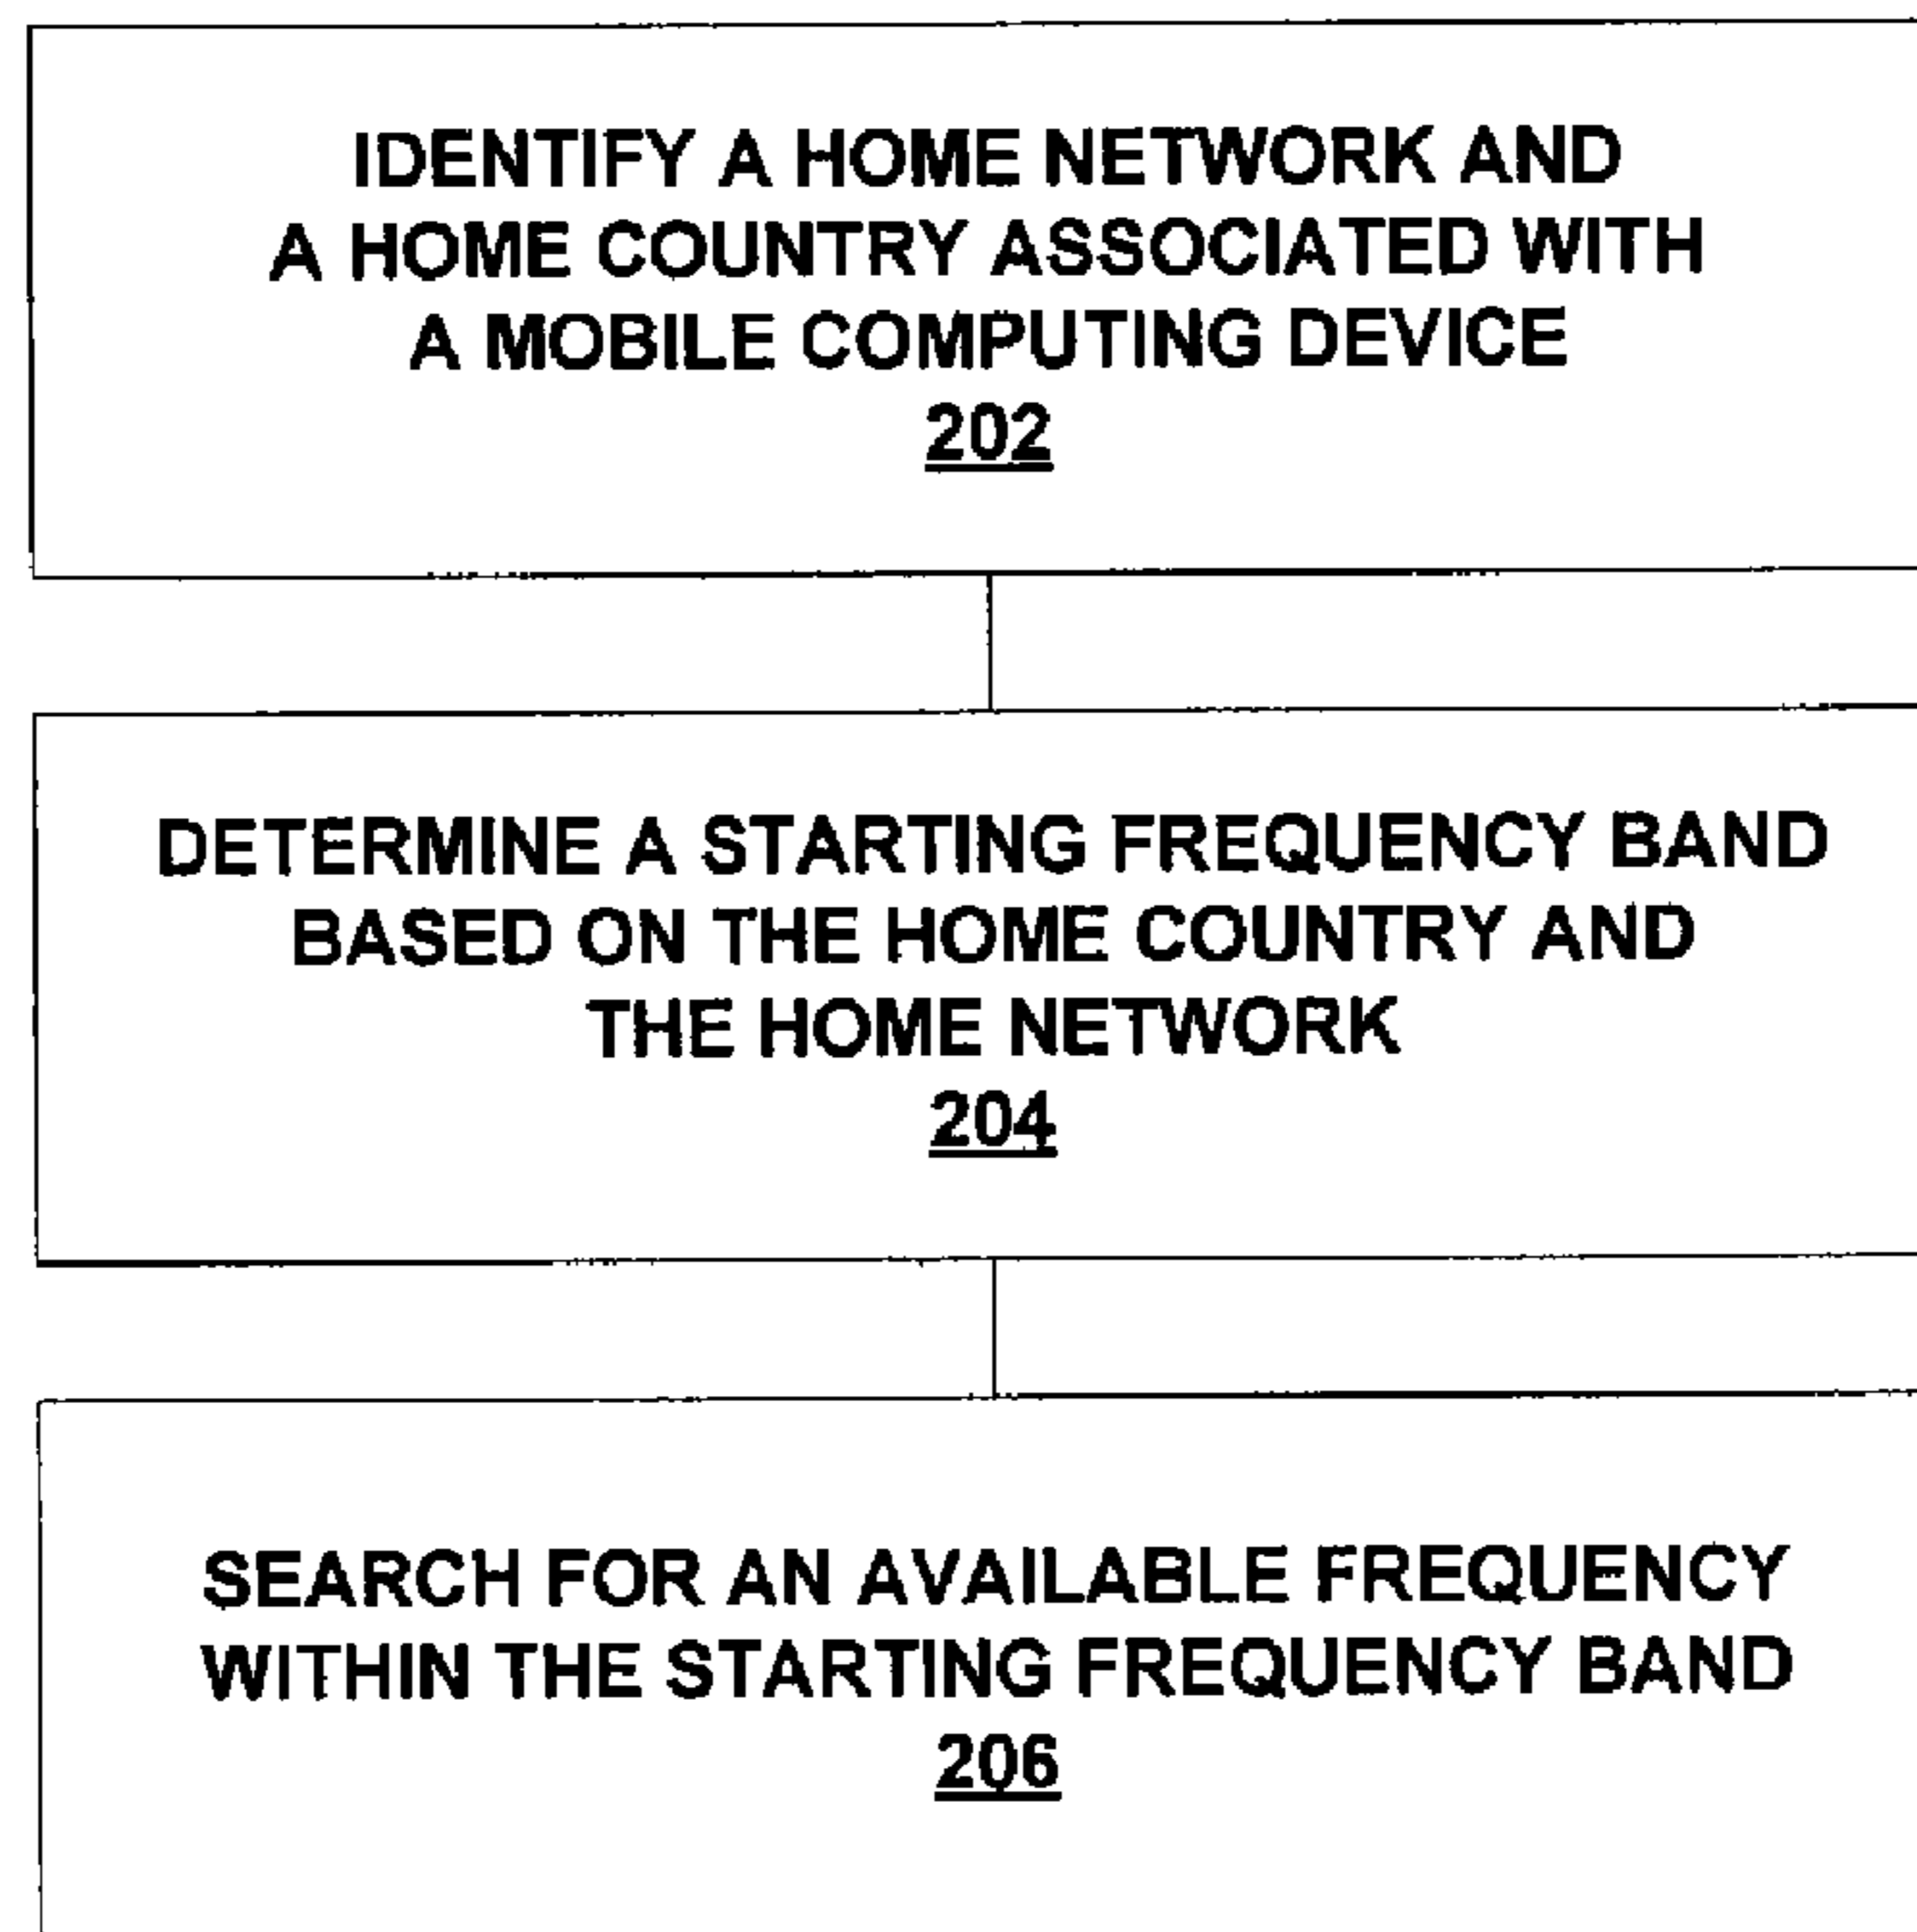 IDENTIFY A HOME NETWORK AND
A HOME COUNTRY ASSOCIATED WITH
A MOBILE COMPUTING DEVICE
202
DETERMINE A STARTING FREQUENCY BAND
BASED ON THE HOME COUNTRY AND
THE HOME NETWORK
204
SEARCH FOR AN AVAILABLE FREQUENCY
WITHIN THE STARTING FREQUENCY BAND
206